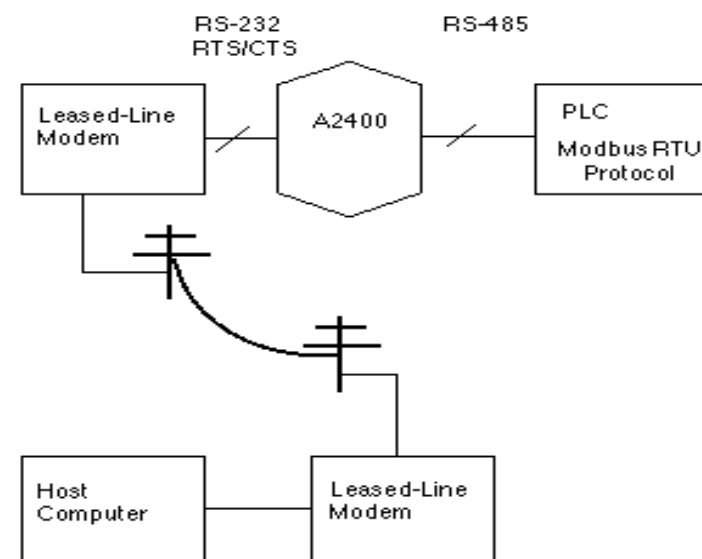 RS-232
RTS/CTS
RS-485
Leased-Line
Modem
A2400
PLC
Modbus RTU
Protocol
Host
Computer
Leased-Line
Modem